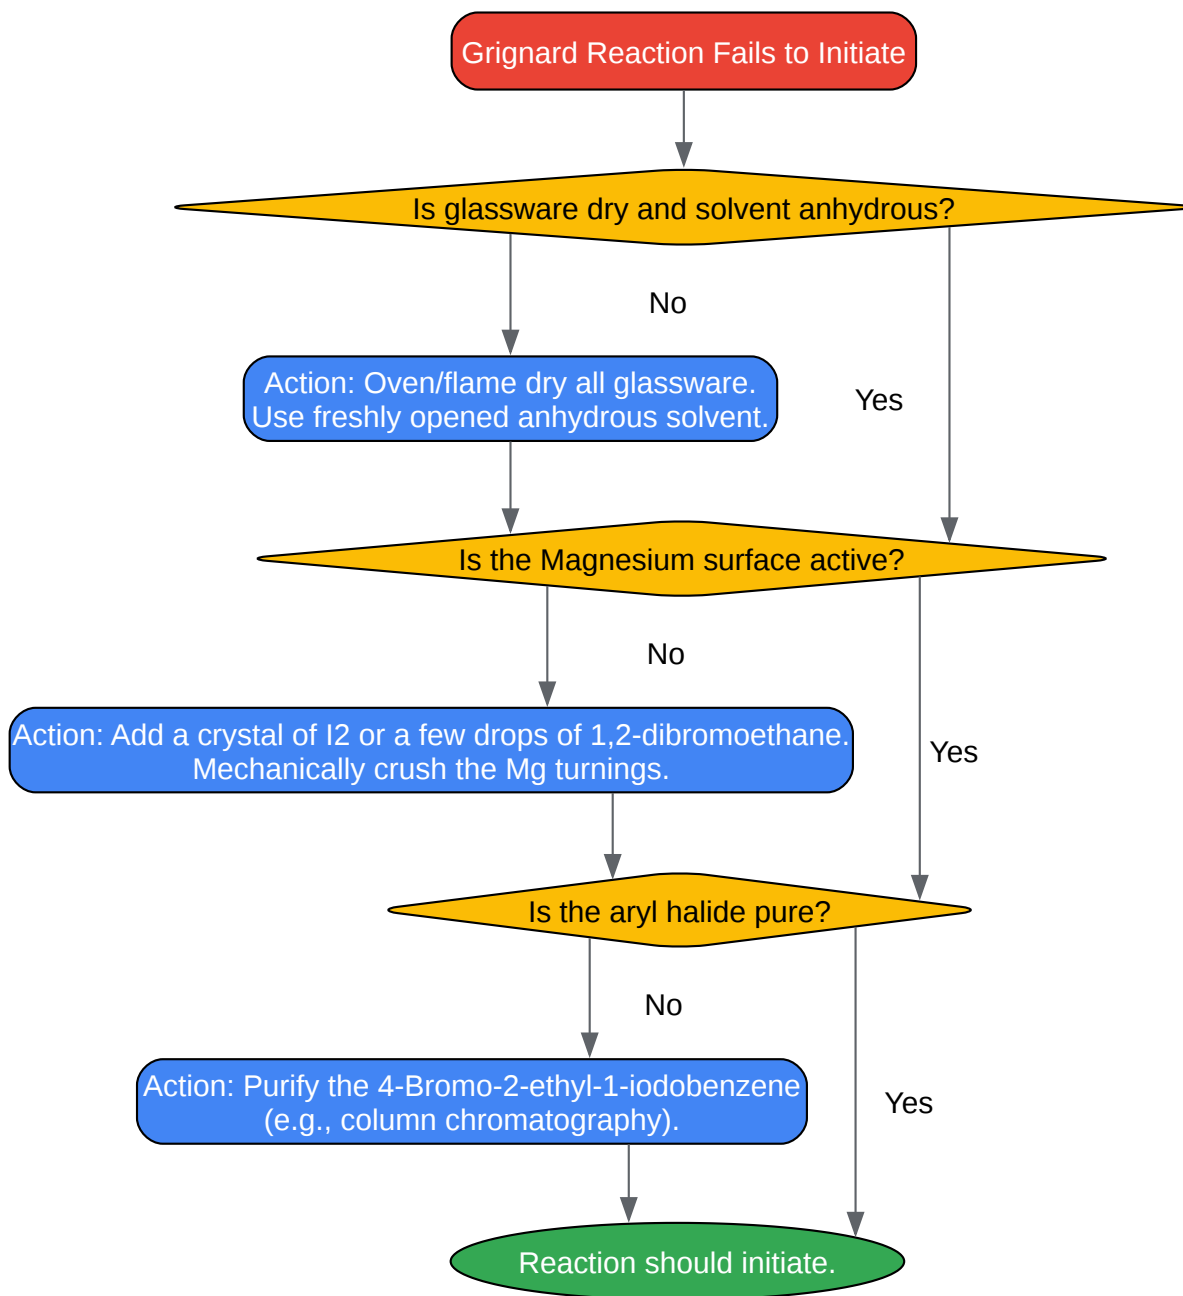 Grignard Reaction Fails to Initiate
Is glassware dry and solvent anhydrous?
No
Action: Oven/flame dry all glassware.
Use freshly opened anhydrous solvent.
Yes
Is the Magnesium surface active?
No
Action: Add a crystal of I2 or a few drops of 1,2-dibromoethane.
Mechanically crush the Mg turnings.
Yes
Is the aryl halide pure?
No
Action: Purify the 4-Bromo-2-ethyl-1-iodobenzene
(e.g., column chromatography).
Yes
Reaction should initiate.